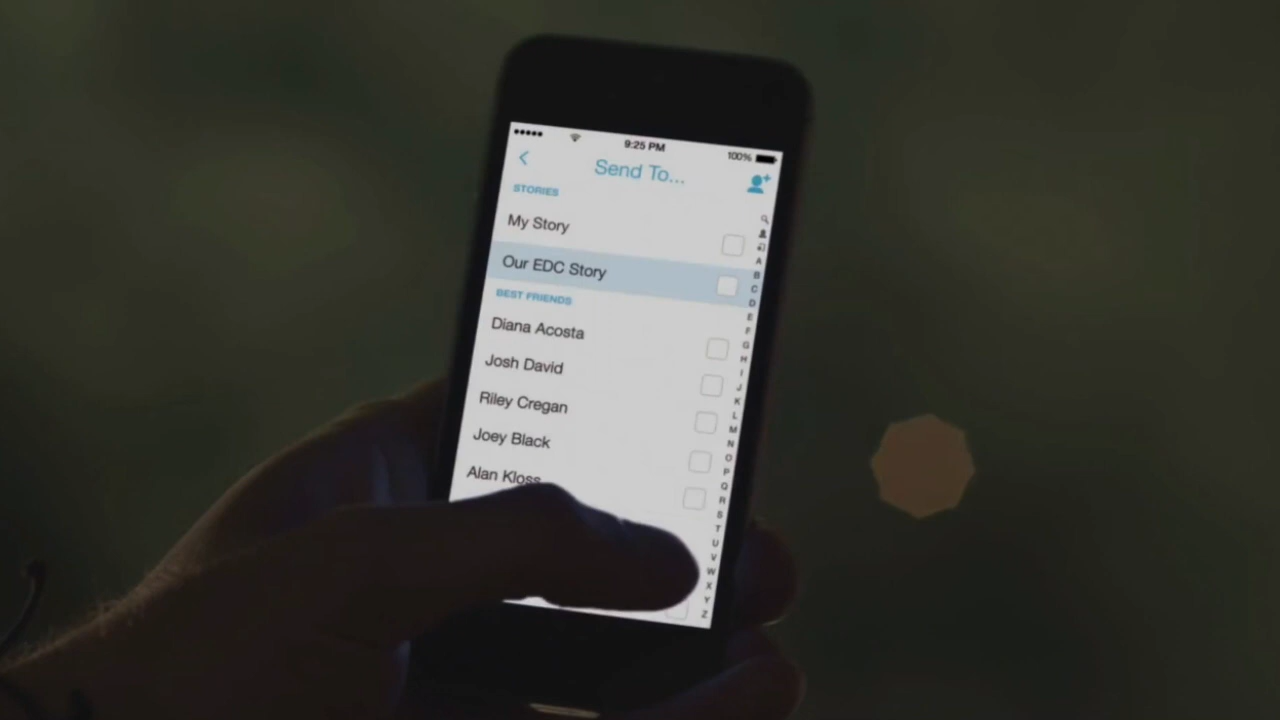 9:25 PM
100%
Send To...
STORIES
My Story
Our EDC Story
BEST FRIENDS
Diana Acosta
Josh David
Riley Cregan
Joey Black
Alan Kloss
A
B
C
D
E
F
G
H
I
J
K
L
M
N
O
P
Q
R
S
T
U
V
W
X
Y
Z